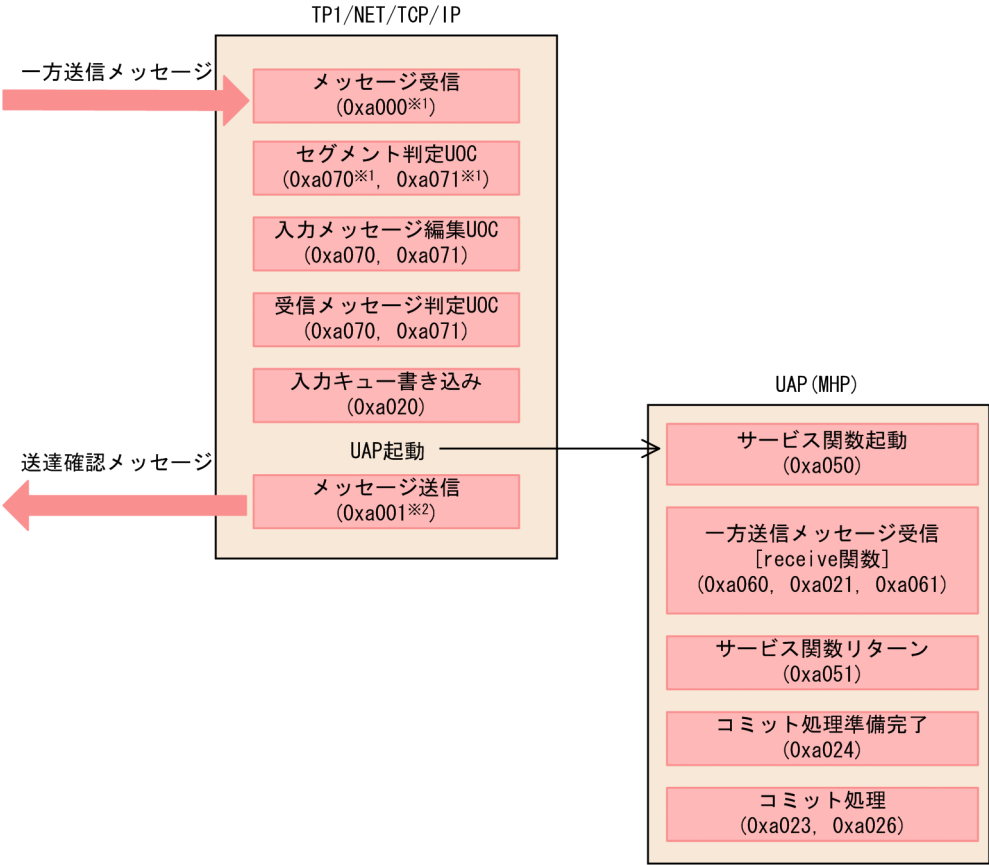 TP1/NET/TCP/IP
一方送信メッセージ
メッセージ受信
(0xa000※1)
セグメント判定UOC
(0xa070※1, 0xa071※1)
入力メッセージ編集UOC
(0xa070, 0xa071)
受信メッセージ判定UOC
(0xa070, 0xa071)
入力キュー書き込み
(0xa020)
UAP起動
送達確認メッセージ
メッセージ送信
(0xa001※2)
UAP(MHP)
サービス関数起動
(0xa050)
一方送信メッセージ受信
[receive関数]
(0xa060, 0xa021, 0xa061)
サービス関数リターン
(0xa051)
コミット処理準備完了
(0xa024)
コミット処理
(0xa023, 0xa026)